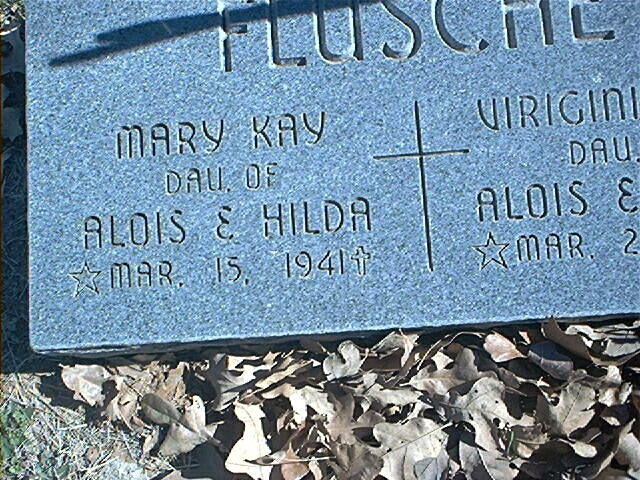 FLUSCHE
MARY KAY
DAU. OF
ALOIS & HILDA
☆ MAR. 15, 1941 ✝
VIRIGINI
DAU.
ALOIS &
☆ MAR. 2